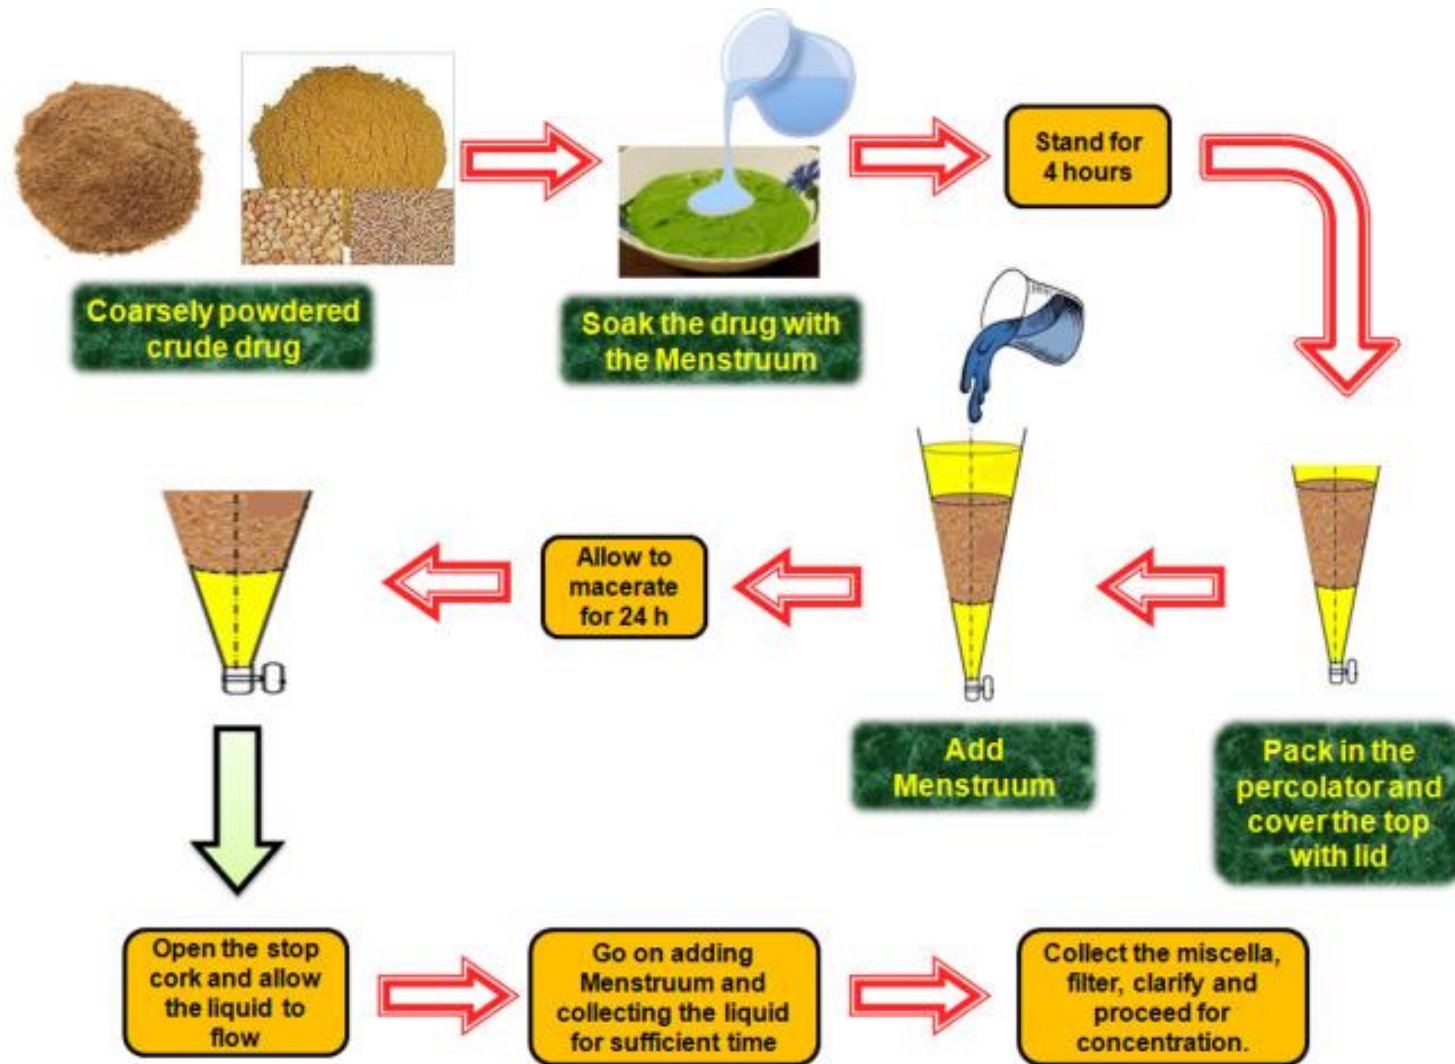 Coarsely powdered
crude drug
Soak the drug with
the Menstruum
Stand for
4 hours
Pack in the
percolator and
cover the top
with lid
Add
Menstruum
Allow to
macerate
for 24 h
Open the stop
cork and allow
the liquid to
flow
Go on adding
Menstruum and
collecting the liquid
for sufficient time
Collect the miscella,
filter, clarify and
proceed for
concentration.